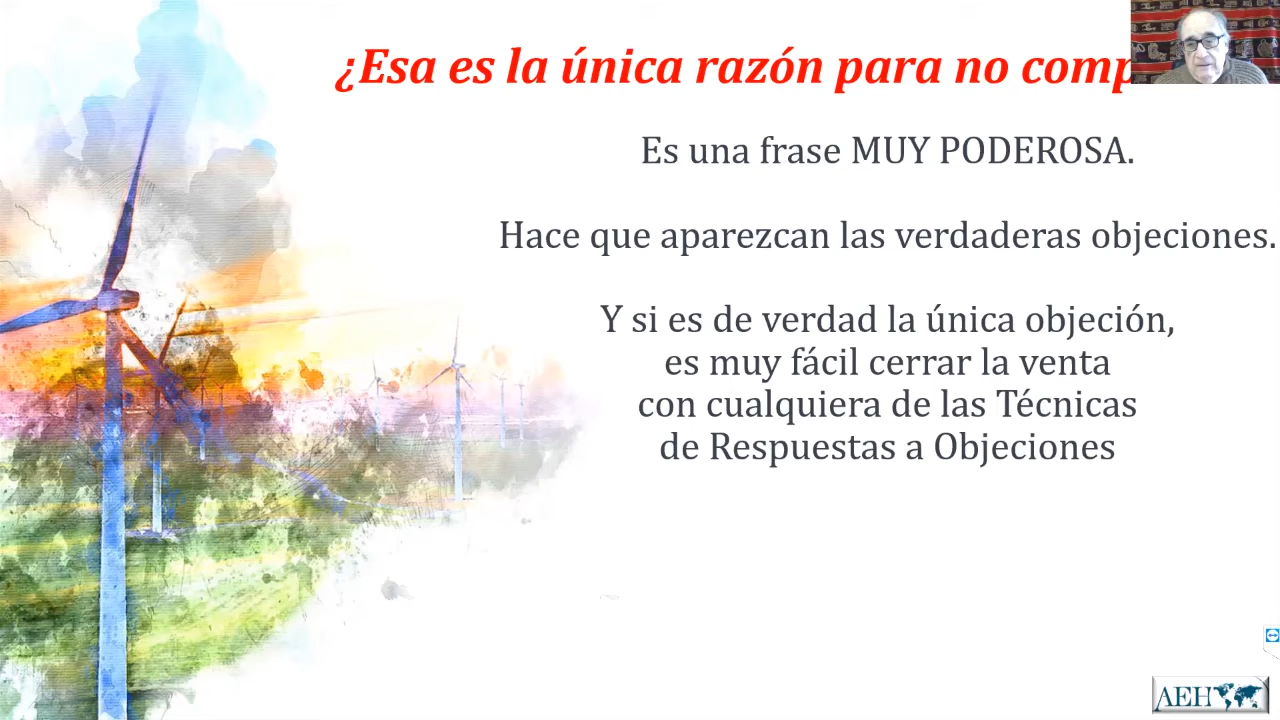 ¿Esa es la única razón para no comp
Es una frase MUY PODEROSA.
Hace que aparezcan las verdaderas objeciones.
Y si es de verdad la única objeción,
es muy fácil cerrar la venta
con cualquiera de las Técnicas
de Respuestas a Objeciones
AEH